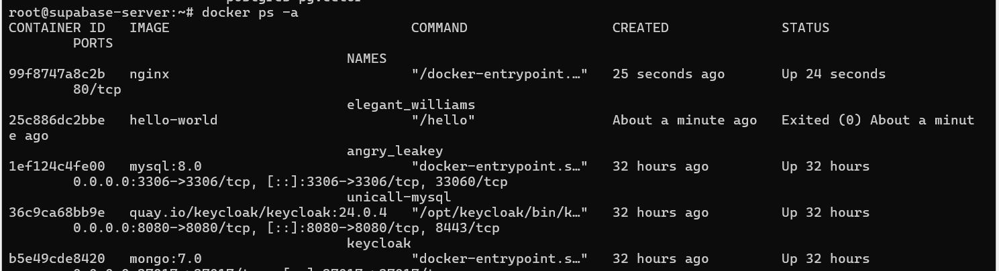 root@supabase-server:~# docker ps -a
CONTAINER ID   IMAGE                              COMMAND                  CREATED              STATUS
        PORTS
                                          NAMES
99f8747a8c2b   nginx                              "/docker-entrypoint.…"   25 seconds ago       Up 24 seconds
        80/tcp
                                          elegant_williams
25c886dc2bbe   hello-world                        "/hello"                 About a minute ago   Exited (0) About a minut
e ago
                                          angry_leakey
1ef124c4fe00   mysql:8.0                          "docker-entrypoint.s…"   32 hours ago         Up 32 hours
        0.0.0.0:3306->3306/tcp, [::]:3306->3306/tcp, 33060/tcp
                                          unicall-mysql
36c9ca68bb9e   quay.io/keycloak/keycloak:24.0.4   "/opt/keycloak/bin/k…"   32 hours ago         Up 32 hours
        0.0.0.0:8080->8080/tcp, [::]:8080->8080/tcp, 8443/tcp
                                          keycloak
b5e49cde8420   mongo:7.0                          "docker-entrypoint.s…"   32 hours ago         Up 32 hours